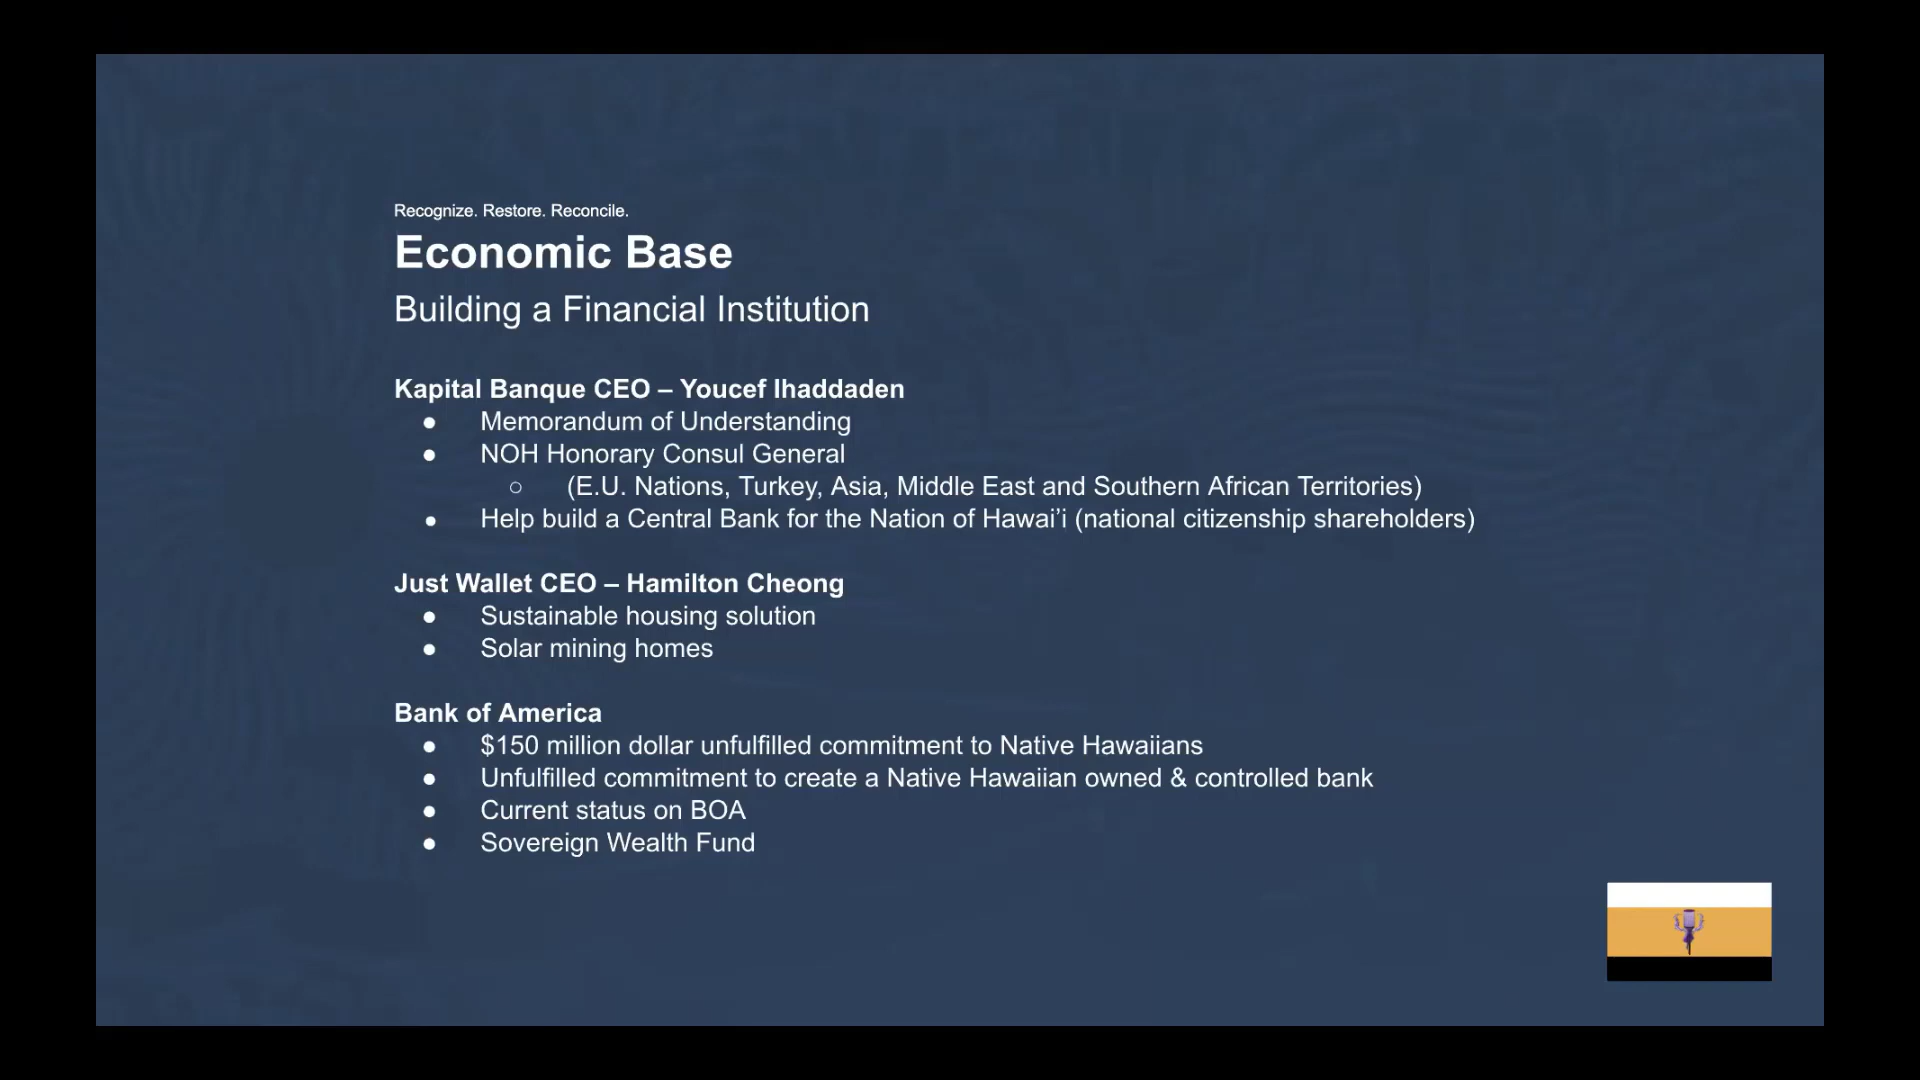 Recognize. Restore. Reconcile.
Economic Base
Building a Financial Institution
Kapital Banque CEO – Youcef Ihaddaden
● Memorandum of Understanding
● NOH Honorary Consul General
○ (E.U. Nations, Turkey, Asia, Middle East and Southern African Territories)
● Help build a Central Bank for the Nation of Hawai’i (national citizenship shareholders)
Just Wallet CEO – Hamilton Cheong
● Sustainable housing solution
● Solar mining homes
Bank of America
● $150 million dollar unfulfilled commitment to Native Hawaiians
● Unfulfilled commitment to create a Native Hawaiian owned & controlled bank
● Current status on BOA
● Sovereign Wealth Fund